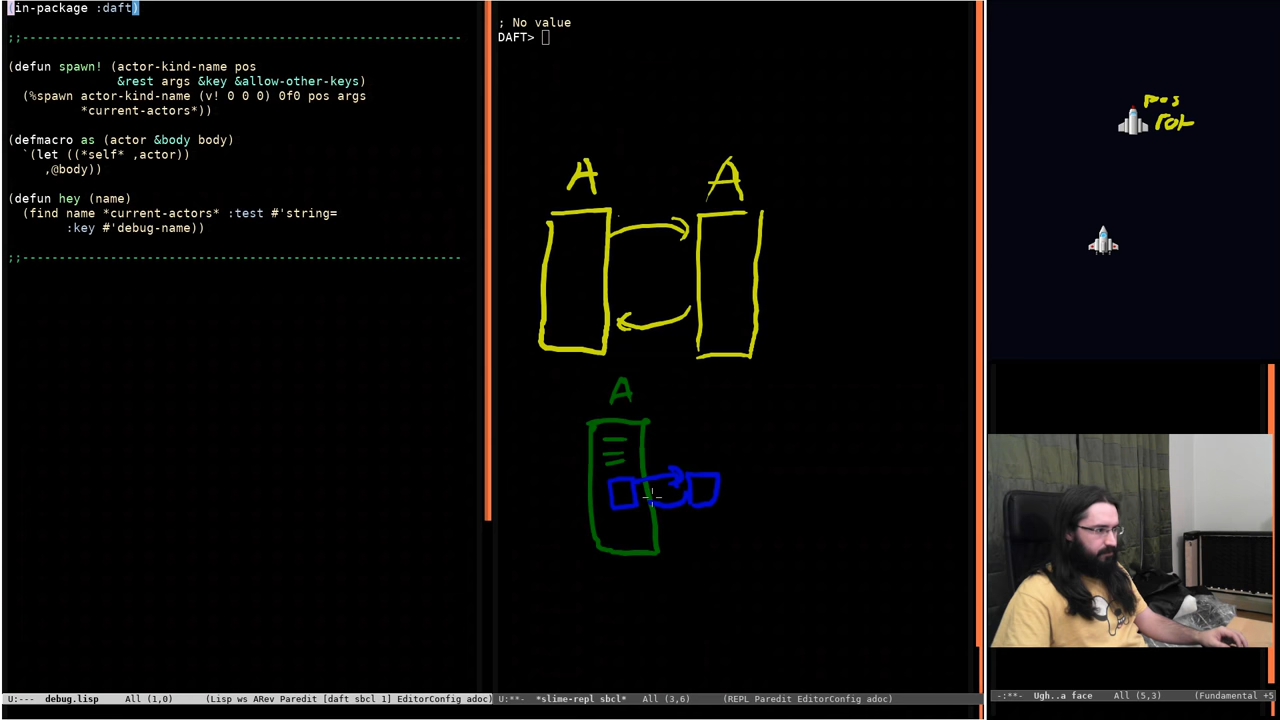 (in-package :daft)
;;----------------------------------------------------------
(defun spawn! (actor-kind-name pos
&rest args &key &allow-other-keys)
(%spawn actor-kind-name (v! 0 0 0) 0f0 pos args
*current-actors*))
(defmacro as (actor &body body)
`(let ((*self* ,actor))
,@body))
(defun hey (name)
(find name *current-actors* :test #'string=
:key #'debug-name))
;;----------------------------------------------------------
U:--- debug.lisp All (1,0) (Lisp ws ARev Paredit [daft sbcl 1] EditorConfig adoc)
; No value
DAFT>
A A
A
U:**- *slime-repl sbcl* All (3,6) (REPL Paredit EditorConfig adoc)
pos
rot
-:**- Ugh..a face All (5,3) (Fundamental +5